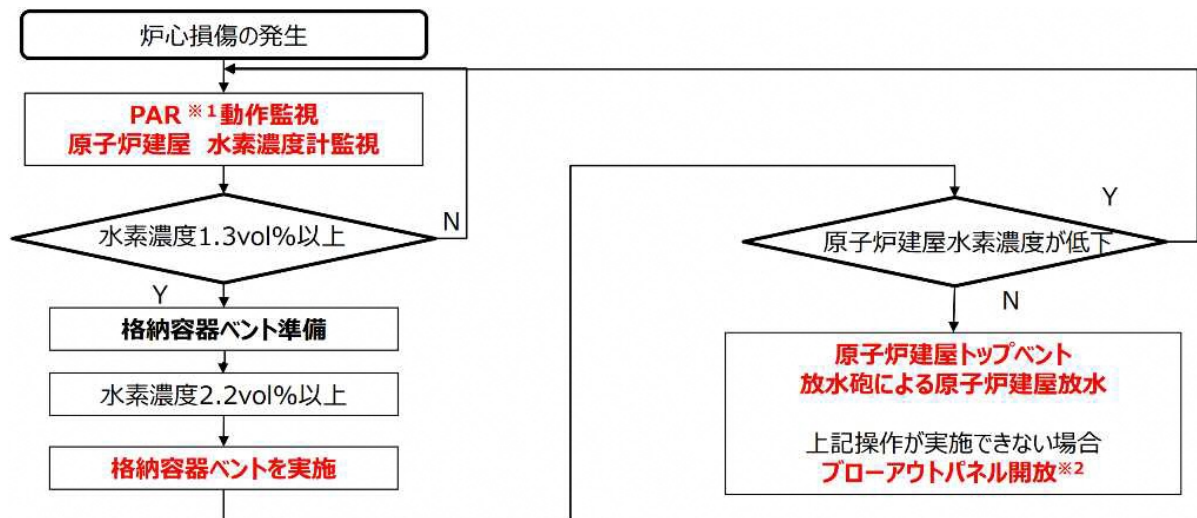 炉心損傷の発生
PAR※1動作監視
原子炉建屋 水素濃度計監視
水素濃度1.3vol%以上
N
Y
格納容器ベント準備
水素濃度2.2vol%以上
格納容器ベントを実施
Y
原子炉建屋水素濃度が低下
N
原子炉建屋トップベント
放水砲による原子炉建屋放水
上記操作が実施できない場合
ブローアウトパネル開放※2